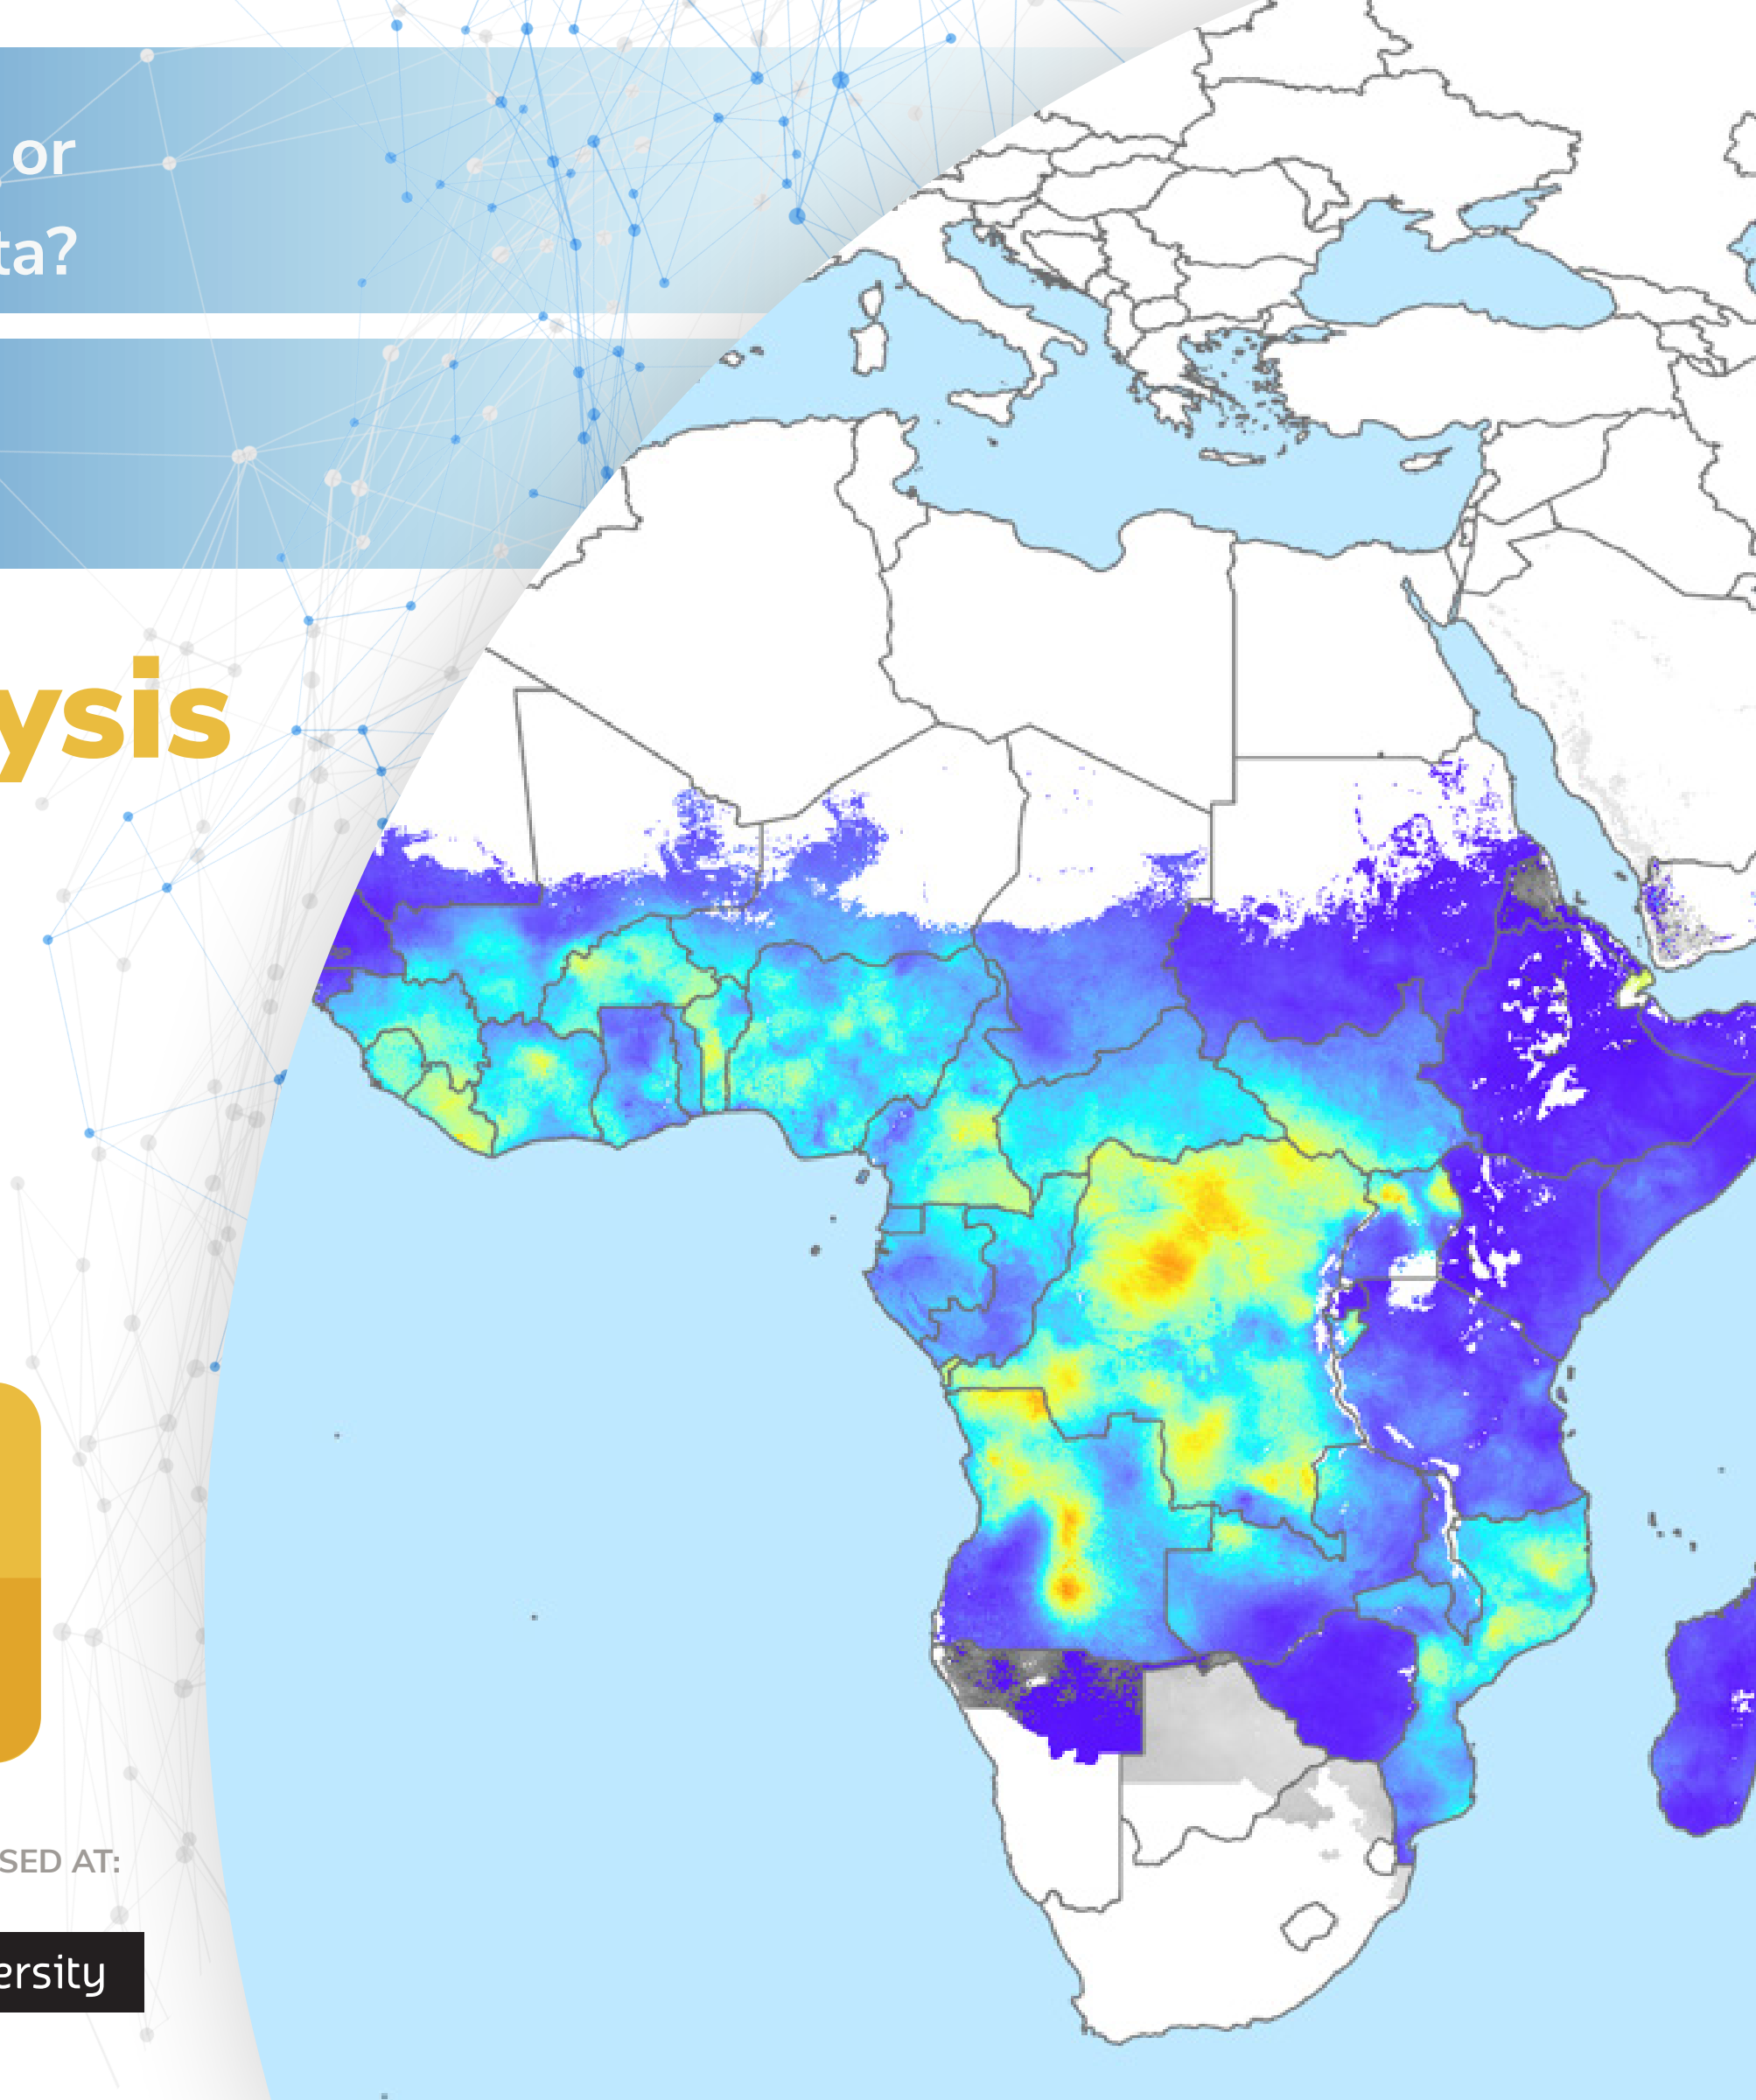 or
ta?
ysis
SED AT:
ersity